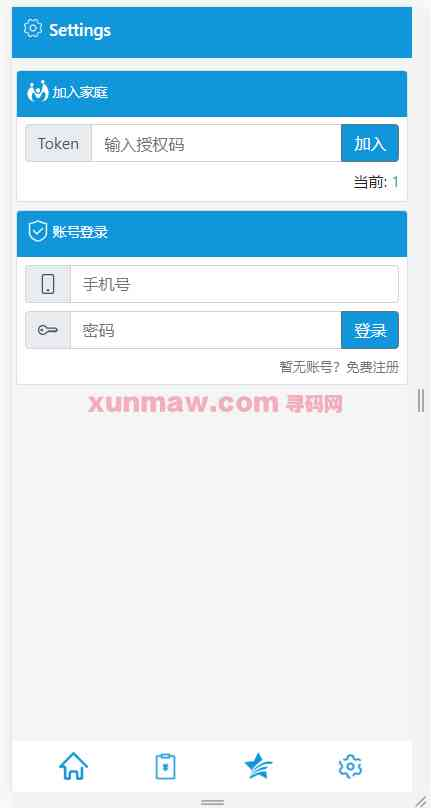 Settings
加入家庭
Token 输入授权码 加入
当前: 1
账号登录
手机号
密码 登录
暂无账号? 免费注册
xunmaw.com 寻码网